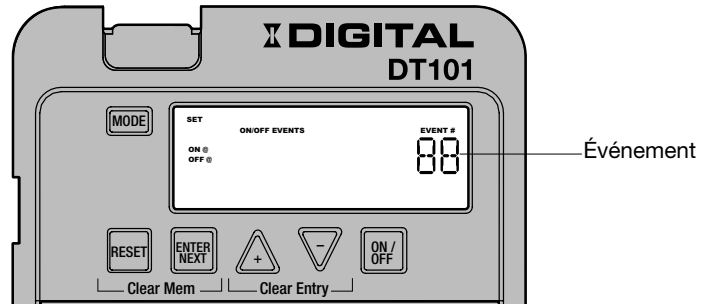 DIGITAL
DT101
MODE
SET
ON/OFF EVENTS
EVENT #
ON @
OFF @
88
Événement
RESET
ENTER
NEXT
+
−
ON /
OFF
Clear Mem
Clear Entry